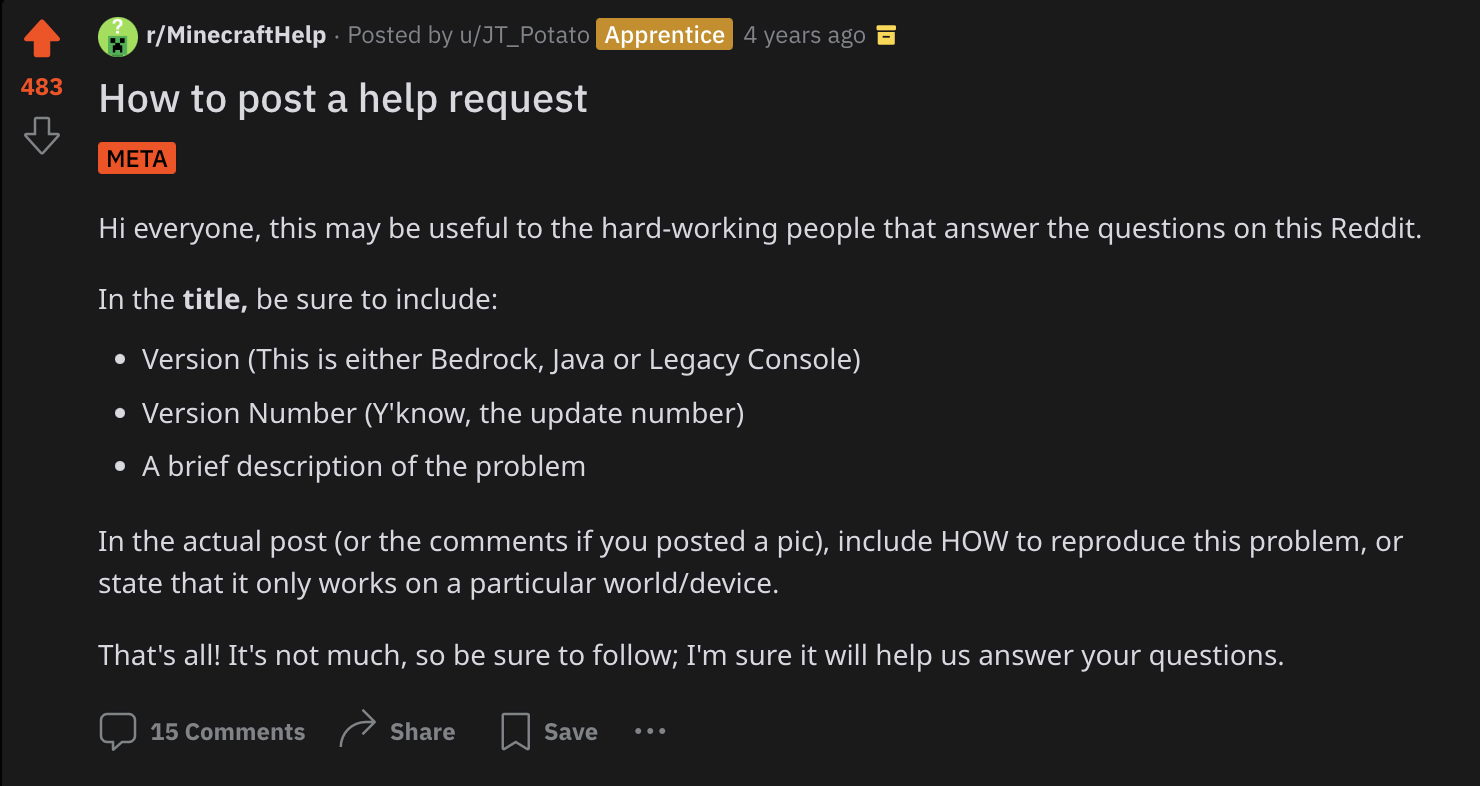 r/MinecraftHelp · Posted by u/JT_Potato Apprentice 4 years ago
483
How to post a help request
META
Hi everyone, this may be useful to the hard-working people that answer the questions on this Reddit.
In the title, be sure to include:
• Version (This is either Bedrock, Java or Legacy Console)
• Version Number (Y'know, the update number)
• A brief description of the problem
In the actual post (or the comments if you posted a pic), include HOW to reproduce this problem, or
state that it only works on a particular world/device.
That's all! It's not much, so be sure to follow; I'm sure it will help us answer your questions.
15 Comments Share Save ···